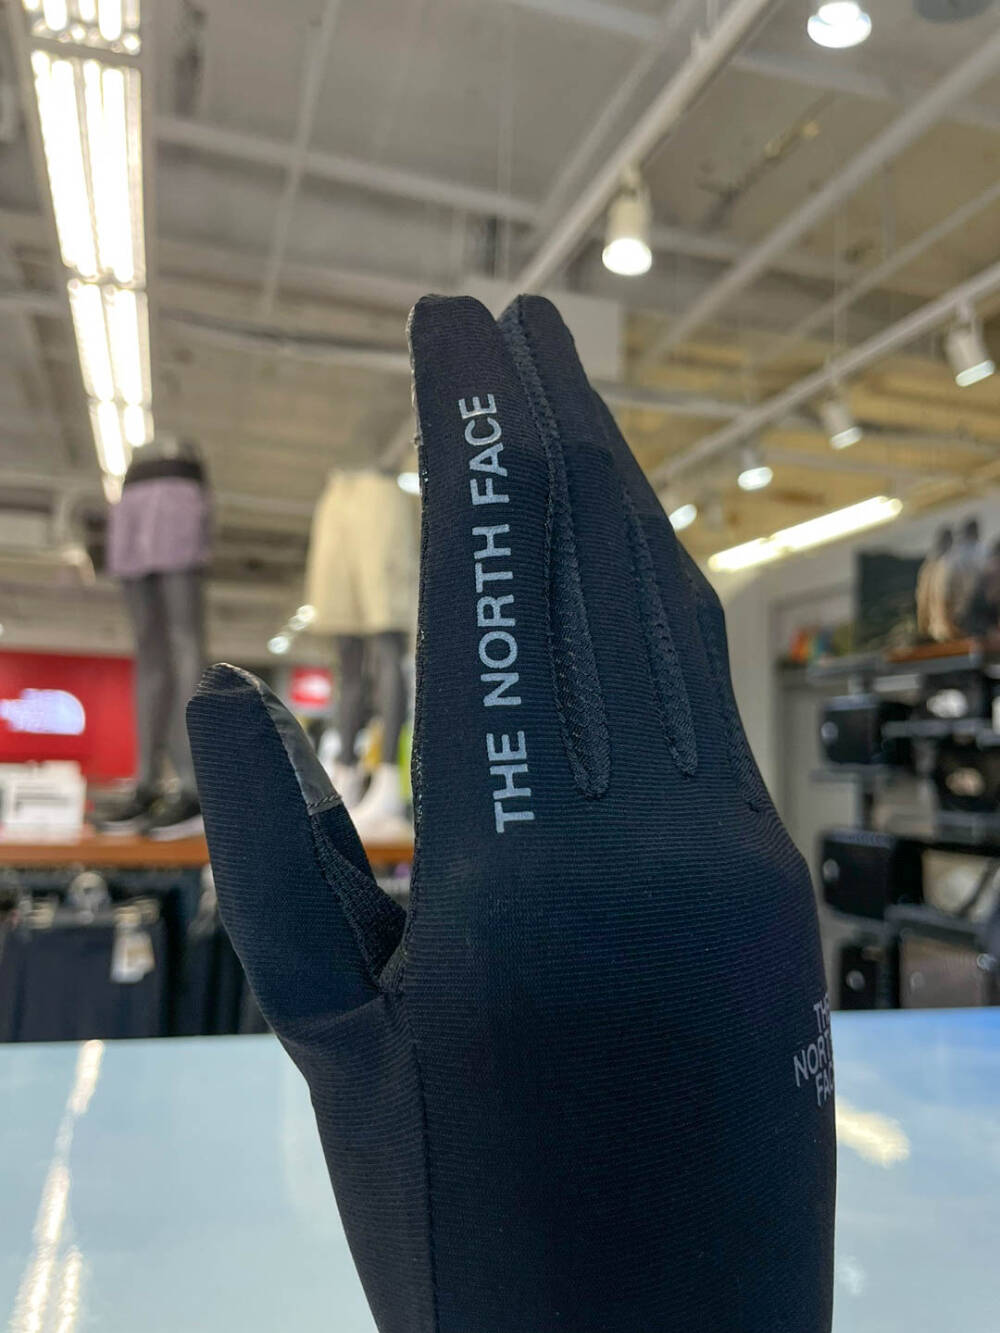 THE NORTH FACE
THE
NORTH
FACE